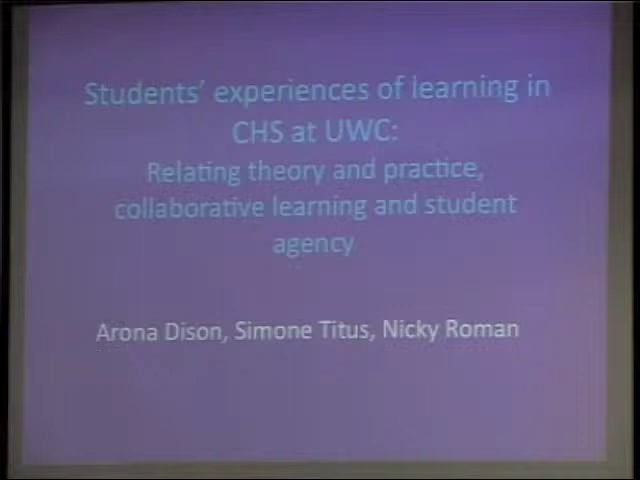 Students’ experiences of learning in
CHS at UWC:
Relating theory and practice,
collaborative learning and student
agency
Arona Dison, Simone Titus, Nicky Roman